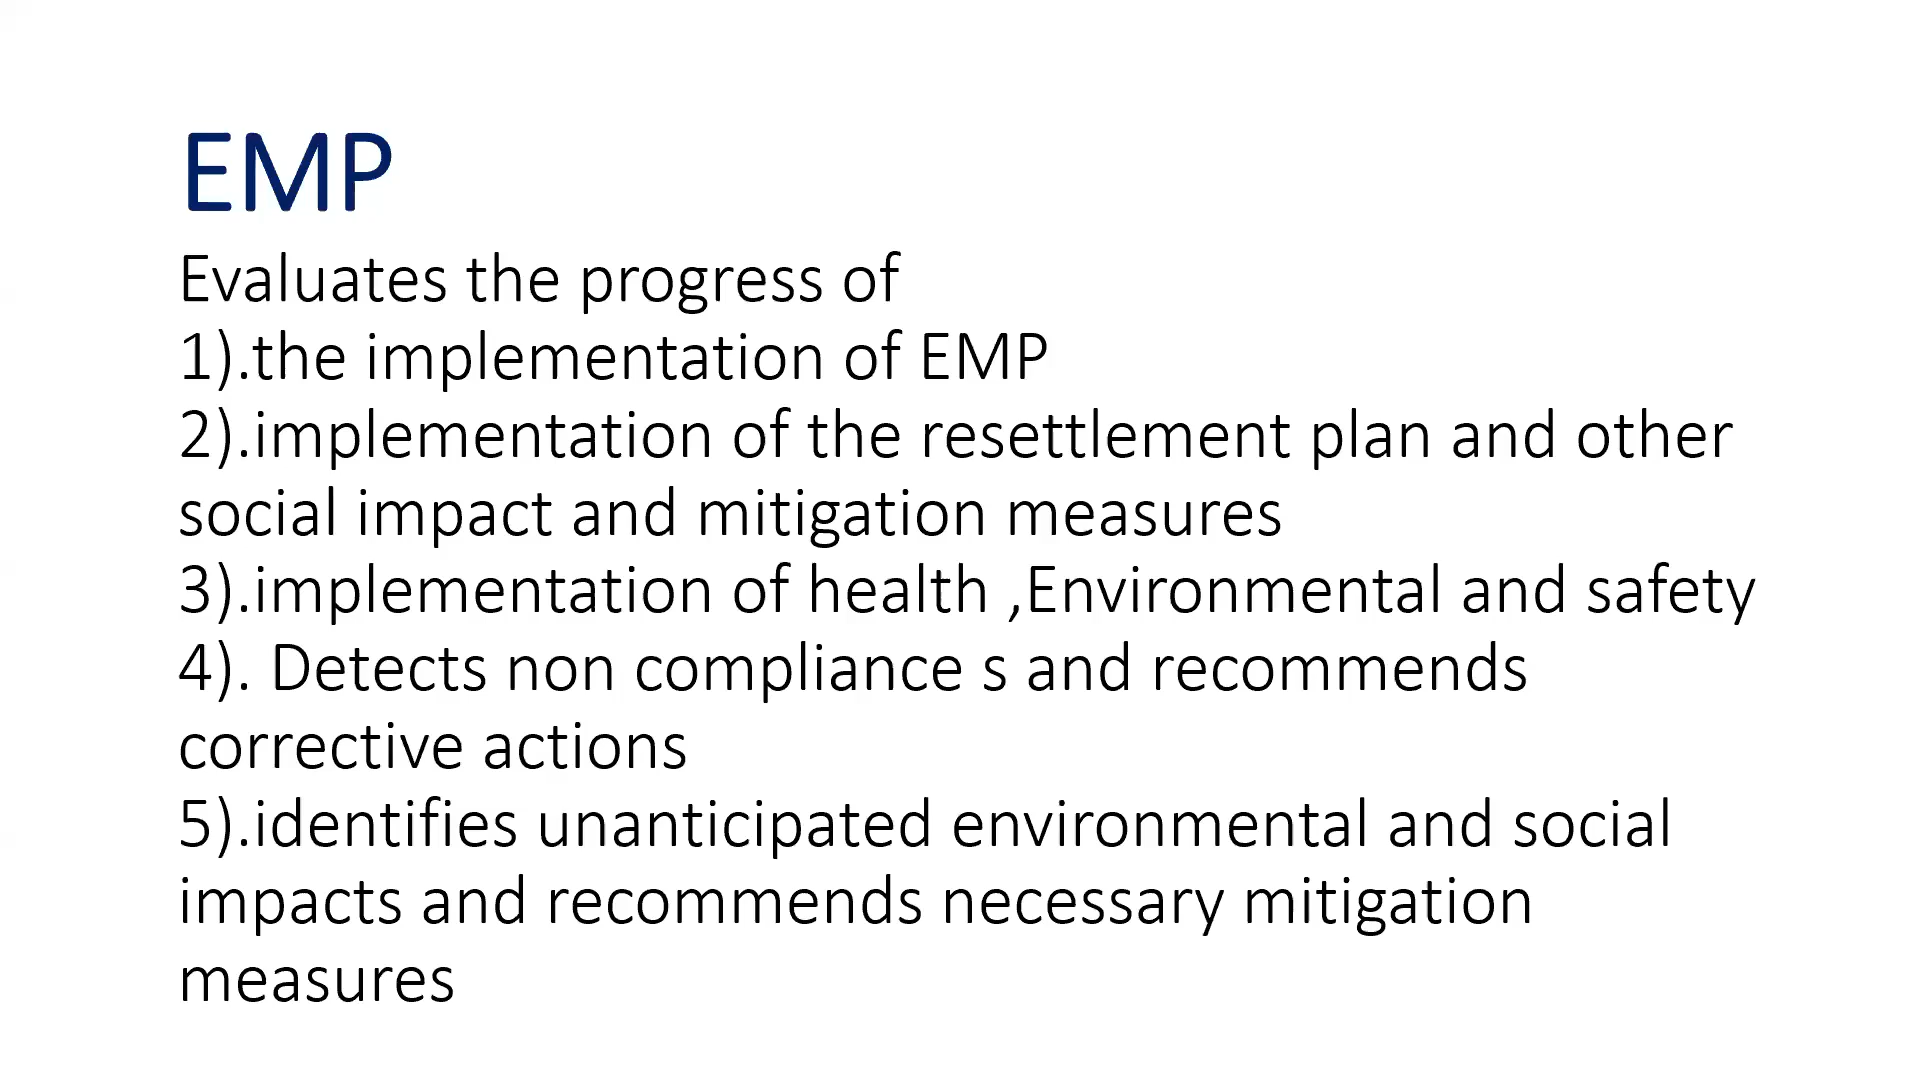 EMP
Evaluates the progress of
1).the implementation of EMP
2).implementation of the resettlement plan and other
social impact and mitigation measures
3).implementation of health ,Environmental and safety
4). Detects non compliance s and recommends
corrective actions
5).identifies unanticipated environmental and social
impacts and recommends necessary mitigation
measures